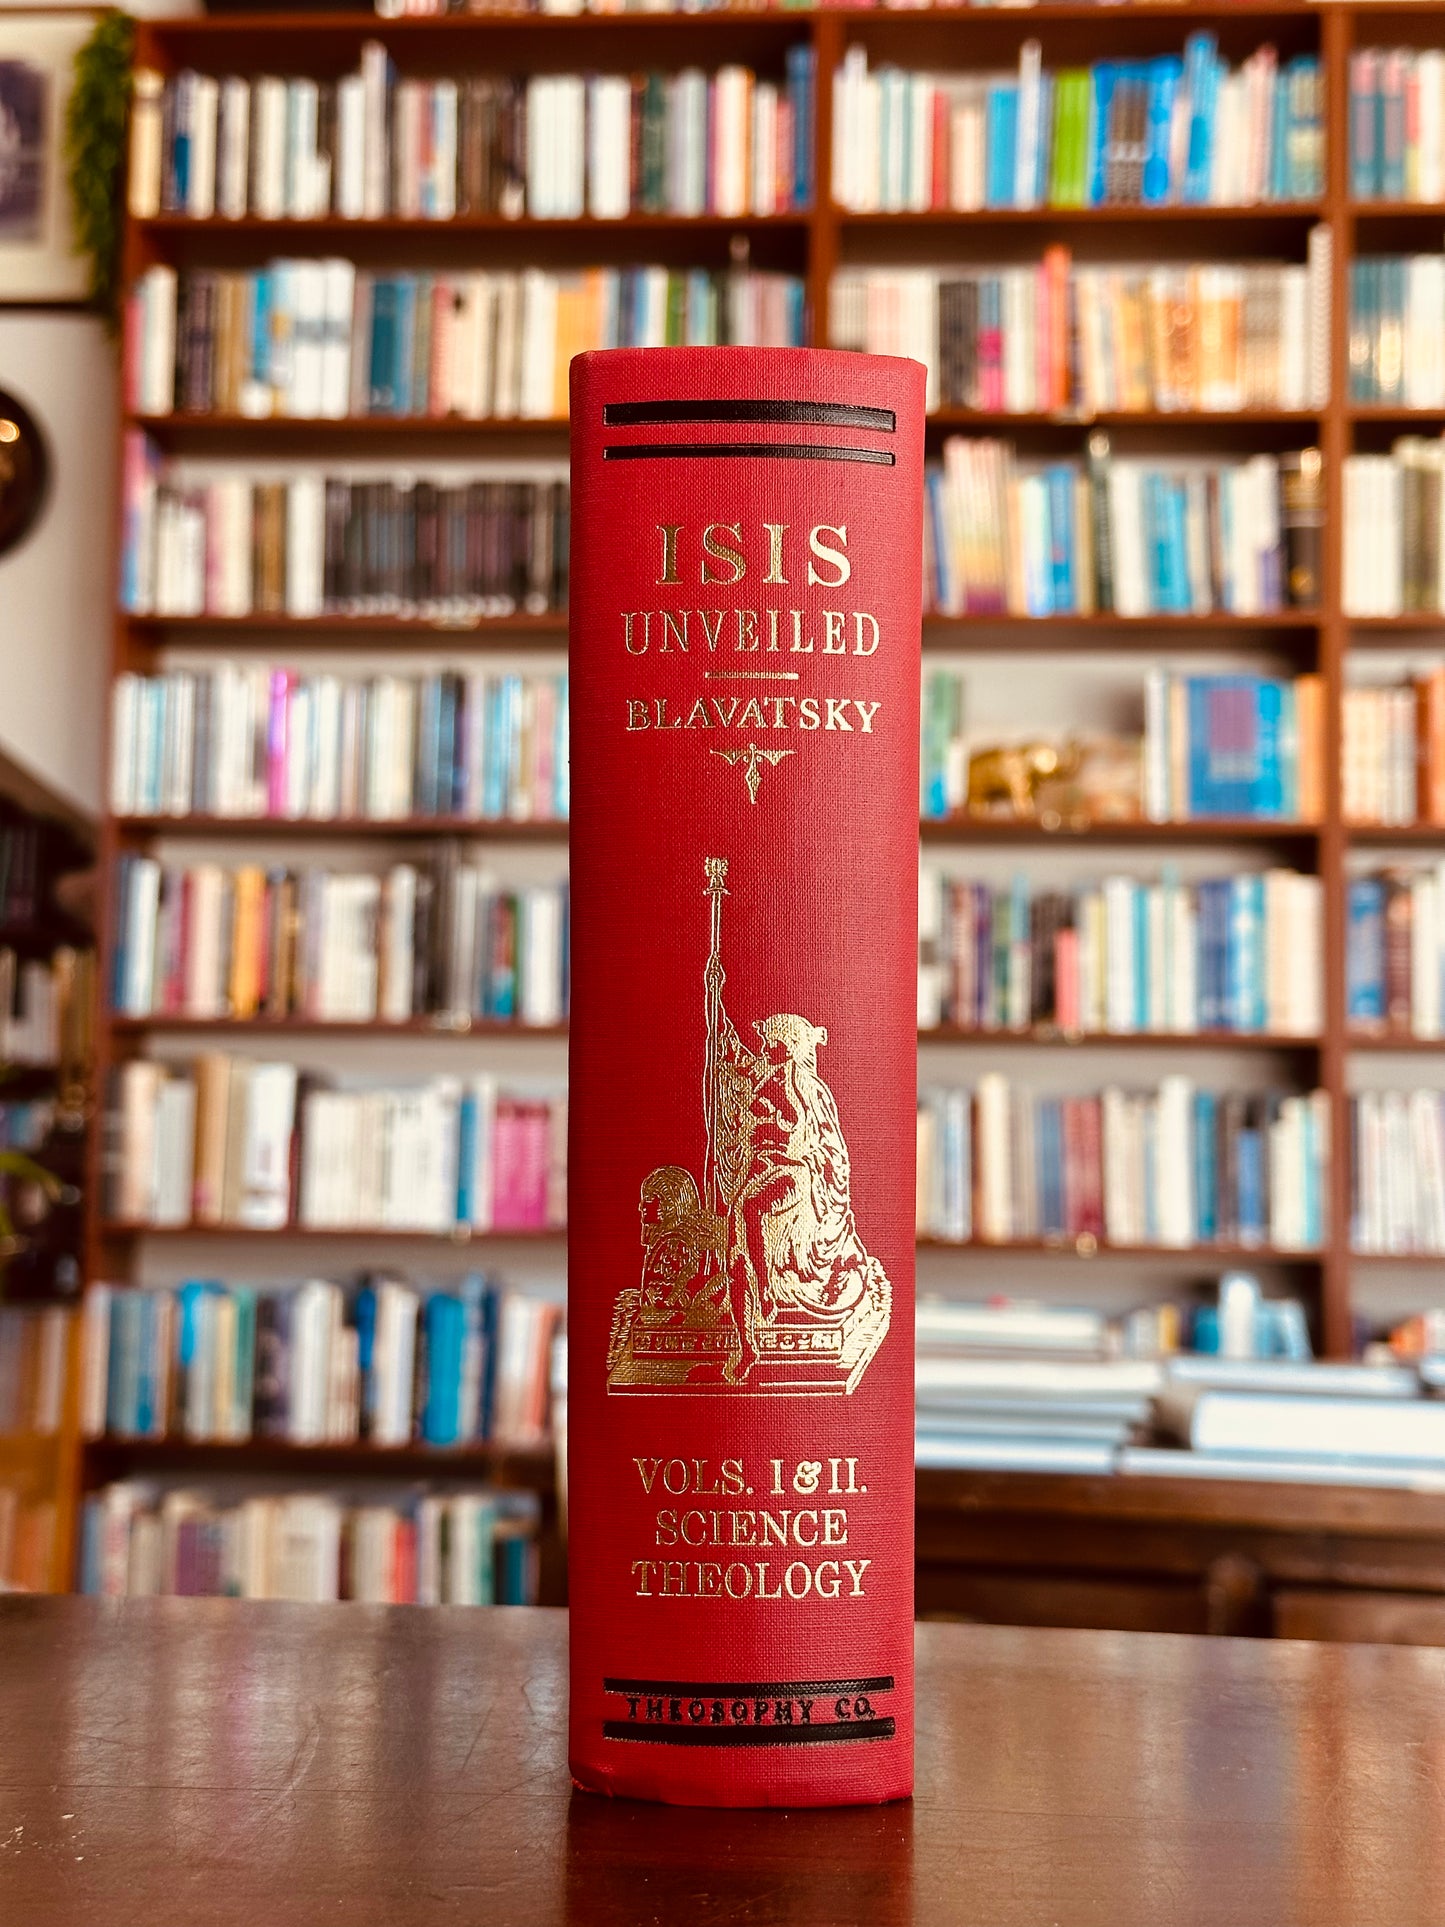 ISIS
UNVEILED
BLAVATSKY
VOLS. I & II.
SCIENCE
THEOLOGY
THEOSOPHY CO.